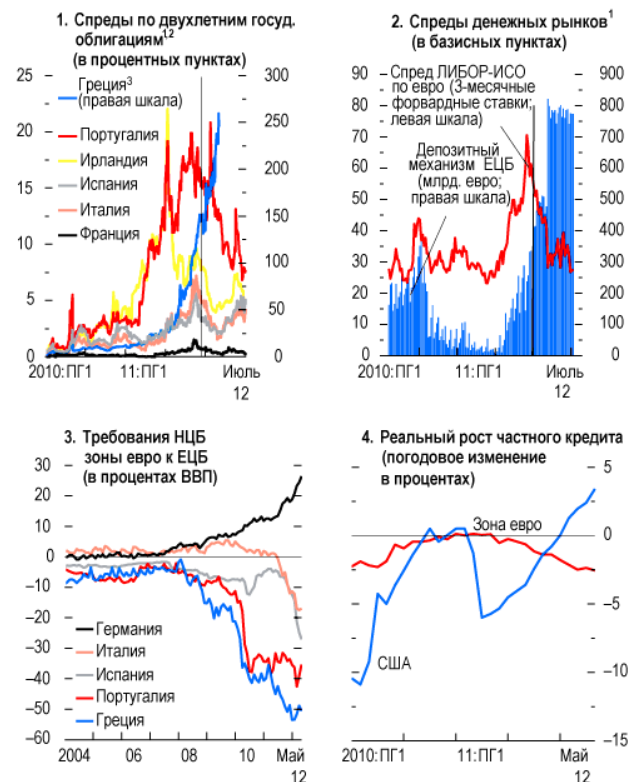 1. Спреды по двухлетним госуд.
облигациям1,2
(в процентных пунктах)
25
20
15
10
5
0
300
250
200
150
100
50
0
Греция3
(правая шкала)
Португалия
Ирландия
Испания
Италия
Франция
2010:ПГ1
11:ПГ1
Июль
12
2. Спреды денежных рынков1
(в базисных пунктах)
90
80
70
60
50
40
30
20
10
0
900
800
700
600
500
400
300
200
100
0
Спред ЛИБОР-ИСО
по евро (3-месячные
форвардные ставки;
левая шкала)
Депозитный
механизм ЕЦБ
(млрд. евро;
правая шкала)
2010:ПГ1
11:ПГ1
Июль
12
3. Требования НЦБ
зоны евро к ЕЦБ
(в процентах ВВП)
30
20
10
0
–10
–20
–30
–40
–50
–60
Германия
Италия
Испания
Португалия
Греция
2004
06
08
10
Май
12
4. Реальный рост частного кредита
(погодовое изменение
в процентах)
5
0
–5
–10
–15
Зона евро
США
2010:ПГ1
11:ПГ1
Май
12